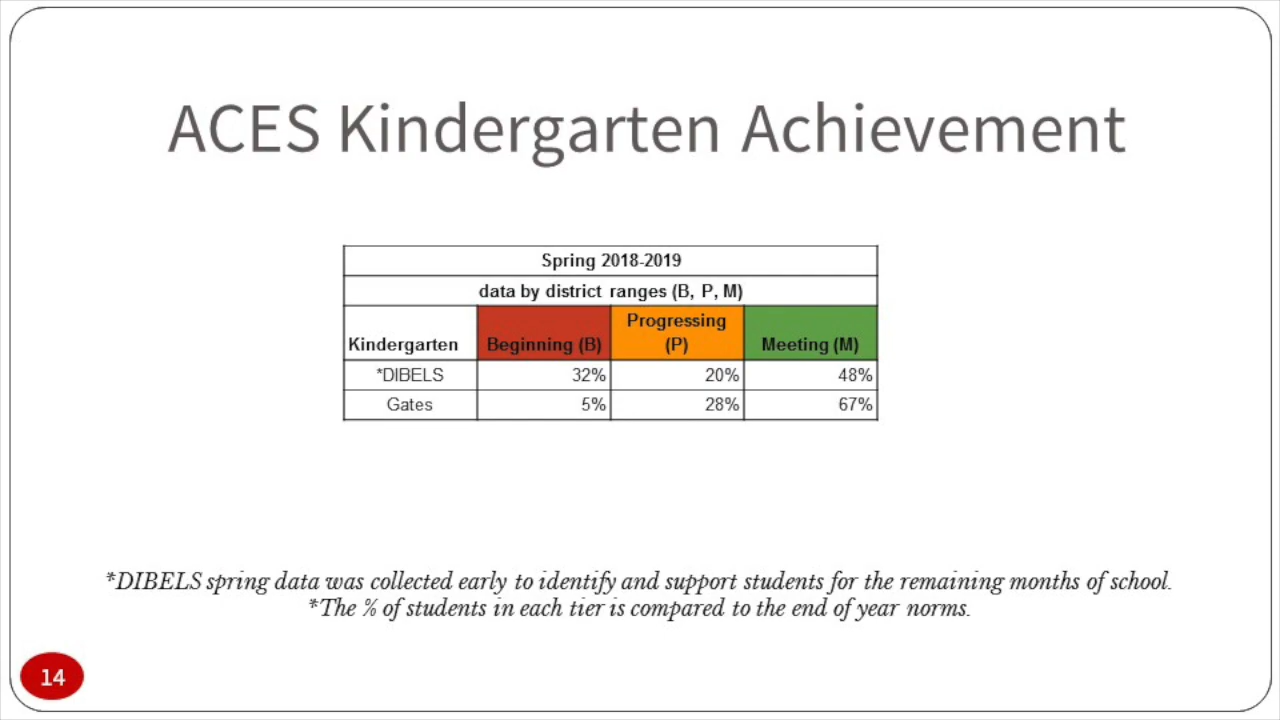 ACES Kindergarten Achievement
Spring 2018-2019
data by district ranges (B, P, M)
Kindergarten Beginning (B) Progressing (P) Meeting (M)
*DIBELS 32% 20% 48%
Gates 5% 28% 67%
*DIBELS spring data was collected early to identify and support students for the remaining months of school.
*The % of students in each tier is compared to the end of year norms.
14